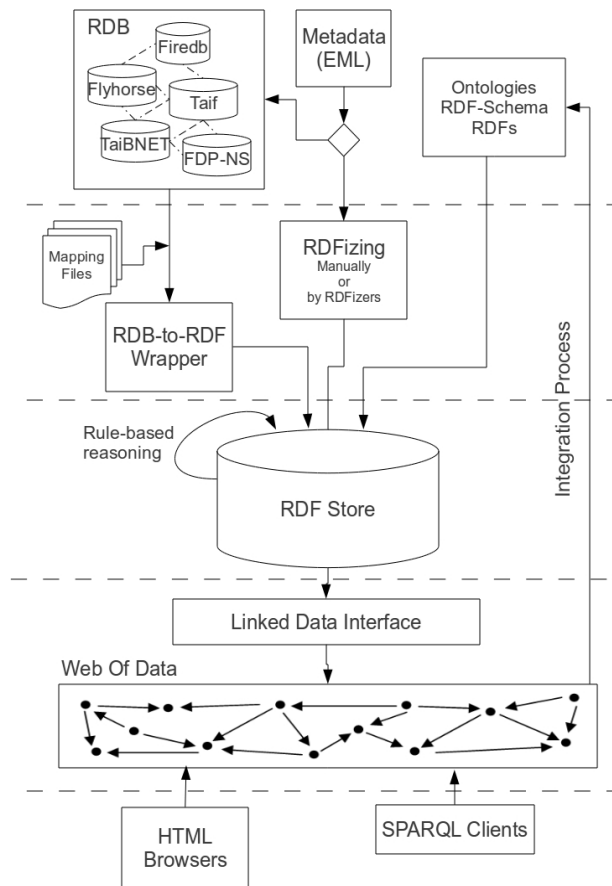 RDB
Firedb
Flyhorse
Taif
TaiBNET
FDP-NS
Metadata
(EML)
Ontologies
RDF-Schema
RDFs
Mapping
Files
RDFizing
Manually
or
by RDFizers
RDB-to-RDF
Wrapper
Integration Process
Rule-based
reasoning
RDF Store
Linked Data Interface
Web Of Data
HTML
Browsers
SPARQL Clients